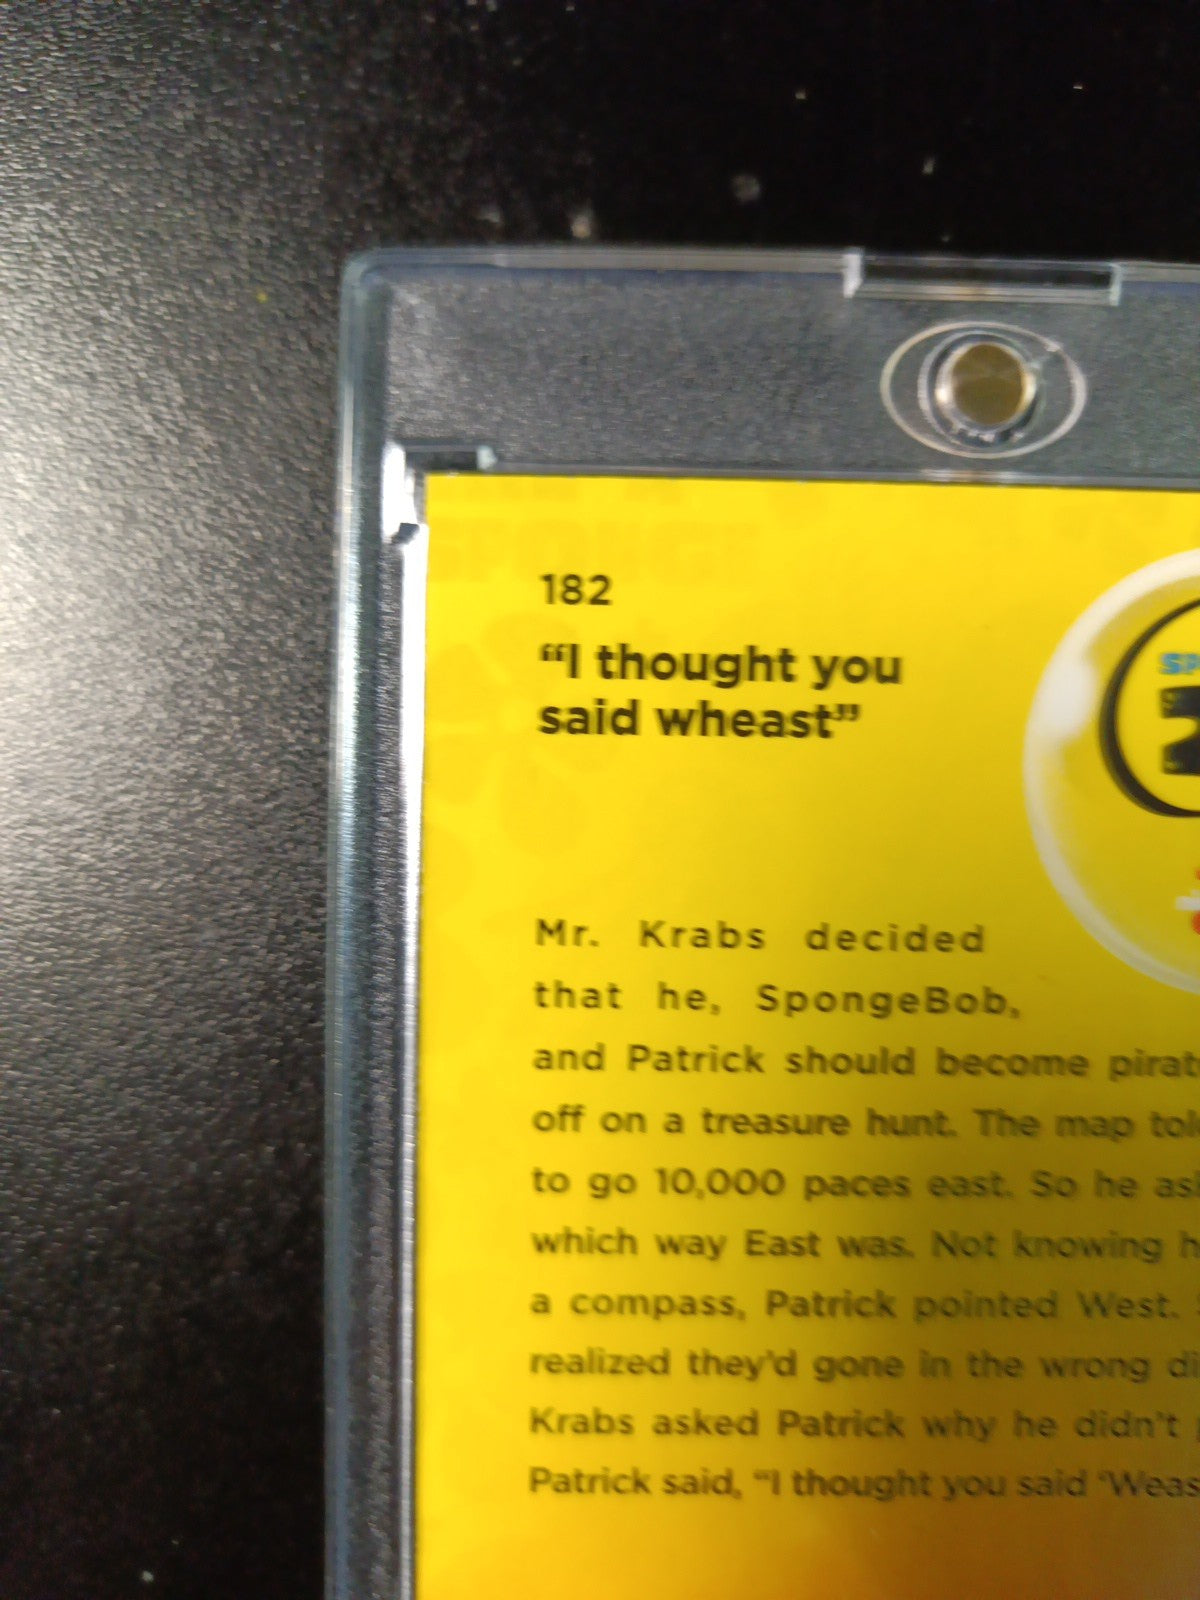 182
“I thought you
said wheast”
Mr. Krabs decided
that he, SpongeBob,
and Patrick should become
off on a treasure hunt. The map
to go 10,000 paces east. So he
which way East was. Not knowing
a compass, Patrick pointed West.
realized they’d gone in the wrong
Krabs asked Patrick why he didn’t
Patrick said, “I thought you said